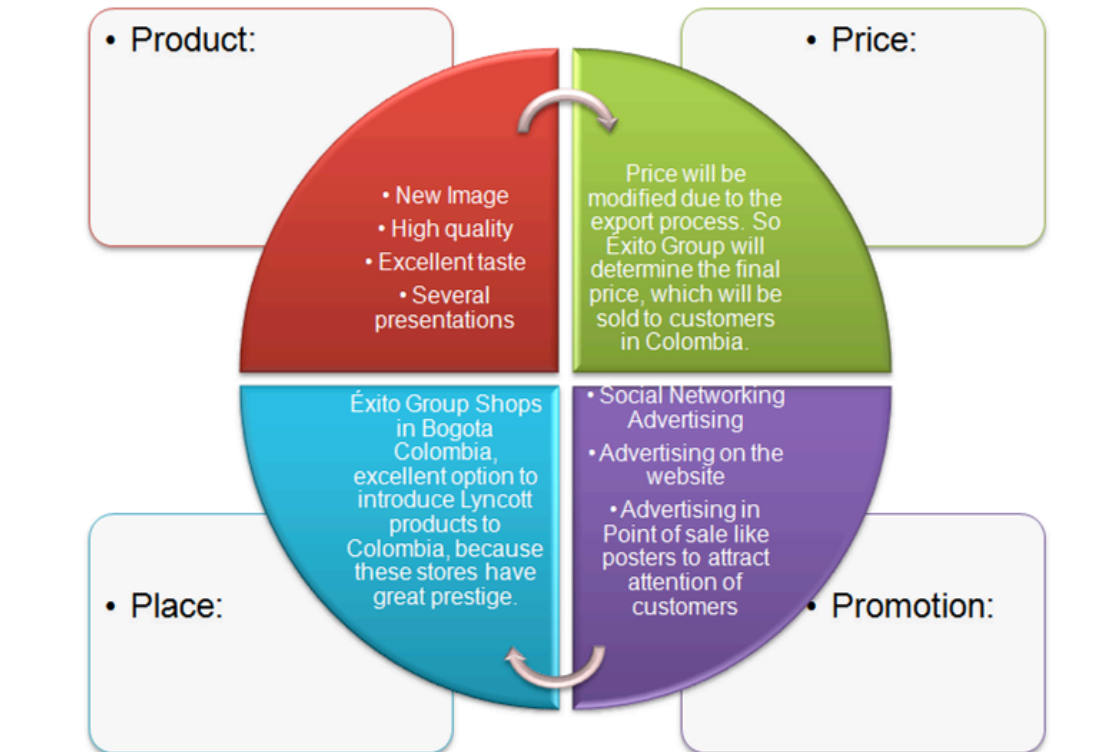 • Product:
• New Image
• High quality
• Excellent taste
• Several
presentations
• Price:
Price will be
modified due to the
export process. So
Éxito Group will
determine the final
price, which will be
sold to customers
in Colombia.
Éxito Group Shops
in Bogota
Colombia,
excellent option to
introduce Lyncott
products to
Colombia, because
these stores have
great prestige.
• Place:
• Social Networking
Advertising
• Advertising on the
website
• Advertising in
Point of sale like
posters to attract
attention of
customers
• Promotion: